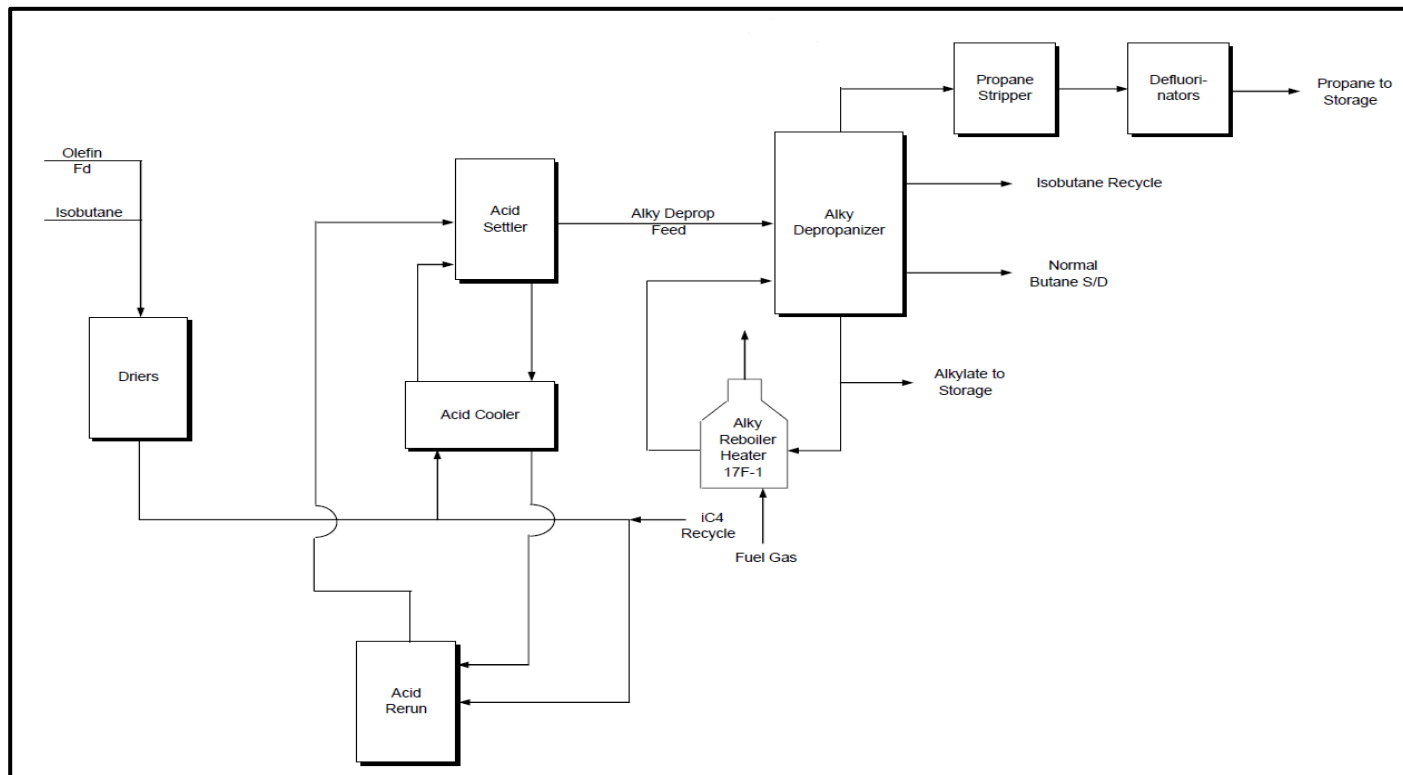 Propane
Stripper
Defluori-
nators
Propane to
Storage
Olefin
Fd
Isobutane
Acid
Settler
Alky Deprop
Feed
Alky
Depropanizer
Isobutane Recycle
Normal
Butane S/D
Driers
Acid Cooler
Alky
Reboiler
Heater
17F-1
Alkylate to
Storage
iC4
Recycle
Fuel Gas
Acid
Rerun